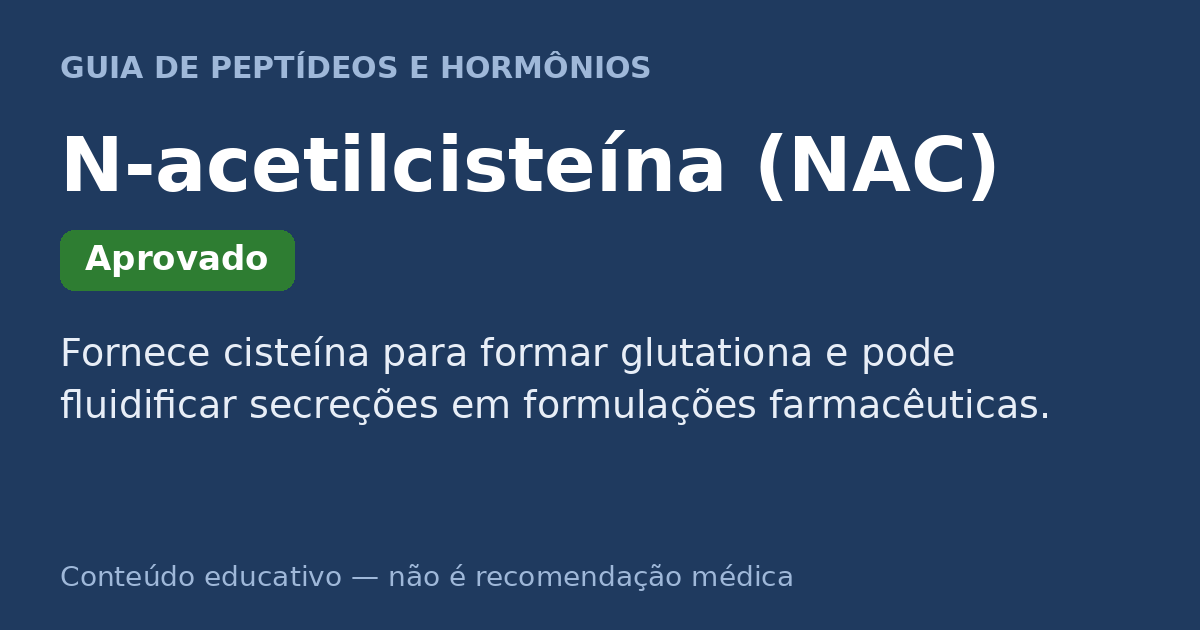 GUIA DE PEPTÍDEOS E HORMÔNIOS
N-acetilcisteína (NAC)
Aprovado
Fornece cisteína para formar glutationa e pode
fluidificar secreções em formulações farmacêuticas.
Conteúdo educativo — não é recomendação médica